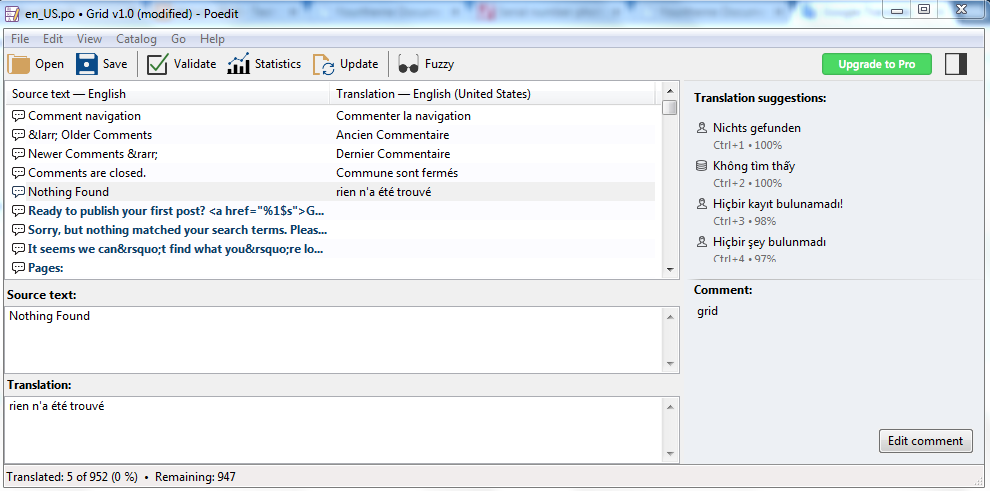 en_US.po • Grid v1.0 (modified) - Poedit
File Edit View Catalog Go Help
Open Save Validate Statistics Update Fuzzy Upgrade to Pro
Source text — English Translation — English (United States)
Comment navigation Commenter la navigation
&larr; Older Comments Ancien Commentaire
Newer Comments &rarr; Dernier Commentaire
Comments are closed. Commune sont fermés
Nothing Found rien n'a été trouvé
Ready to publish your first post? <a href="%1$s">G...
Sorry, but nothing matched your search terms. Pleas...
It seems we can&rsquo;t find what you&rsquo;re lo...
Pages:
Source text:
Nothing Found
Translation:
rien n'a été trouvé
Translation suggestions:
Nichts gefunden
Ctrl+1 • 100%
Không tìm thấy
Ctrl+2 • 100%
Hiçbir kayıt bulunamadı!
Ctrl+3 • 98%
Hiçbir şey bulunmadı
Ctrl+4 • 97%
Comment:
grid
Edit comment
Translated: 5 of 952 (0 %) • Remaining: 947